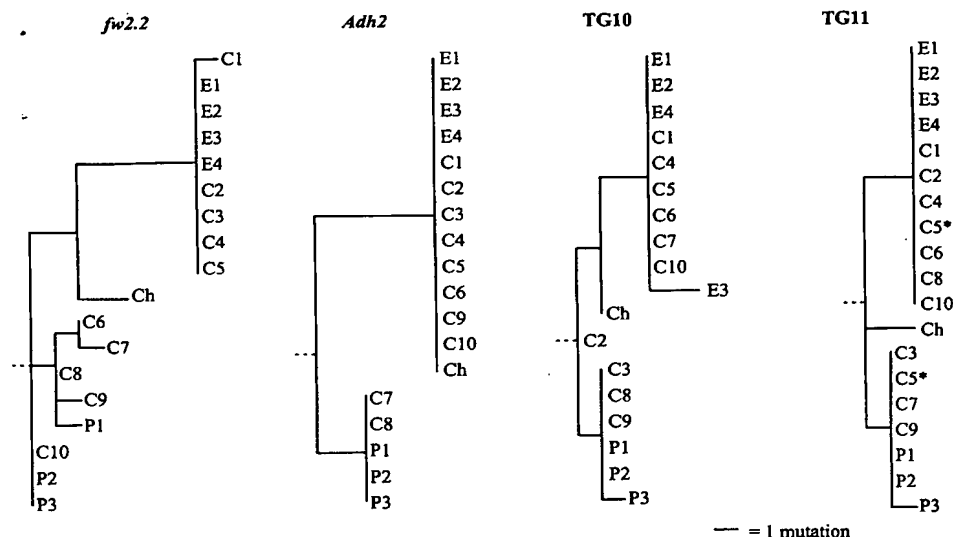 fw2.2
C1
E1
E2
E3
E4
C2
C3
C4
C5
Ch
C6
C7
C8
C9
P1
C10
P2
P3
Adh2
E1
E2
E3
E4
C1
C2
C3
C4
C5
C6
C9
C10
Ch
C7
C8
P1
P2
P3
TG10
E1
E2
E4
C1
C4
C5
C6
C7
C10
E3
Ch
C2
C3
C8
C9
P1
P2
P3
TG11
E1
E2
E3
E4
C1
C2
C4
C5*
C6
C8
C10
Ch
C3
C5*
C7
C9
P1
P2
P3
= 1 mutation